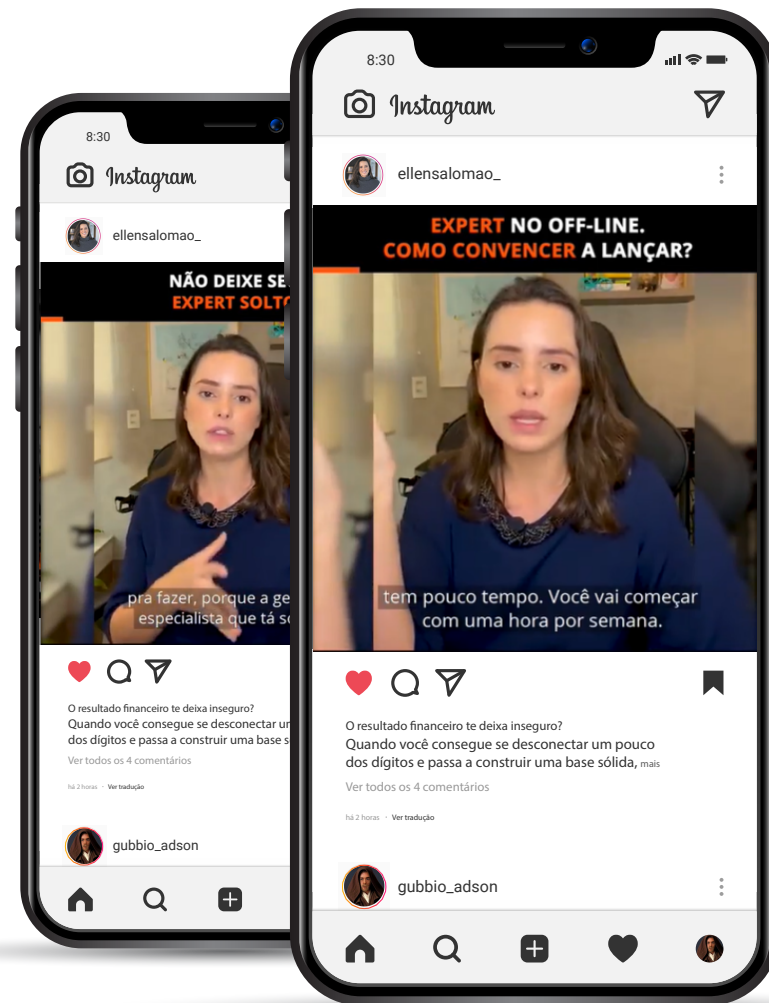 8:30
Instagram
ellensalomao_
NÃO DEIXE SE
EXPERT SOLTO
pra fazer, porque a ge
especialista que tá so
O resultado financeiro te deixa inseguro?
Quando você consegue se desconectar um
dos dígitos e passa a construir uma base s
Ver todos os 4 comentários
há 2 horas · Ver tradução
gubbio_adson
8:30
Instagram
ellensalomao_
EXPERT NO OFF-LINE.
COMO CONVENCER A LANÇAR?
tem pouco tempo. Você vai começar
com uma hora por semana.
O resultado financeiro te deixa inseguro?
Quando você consegue se desconectar um pouco
dos dígitos e passa a construir uma base sólida, mais
Ver todos os 4 comentários
há 2 horas · Ver tradução
gubbio_adson